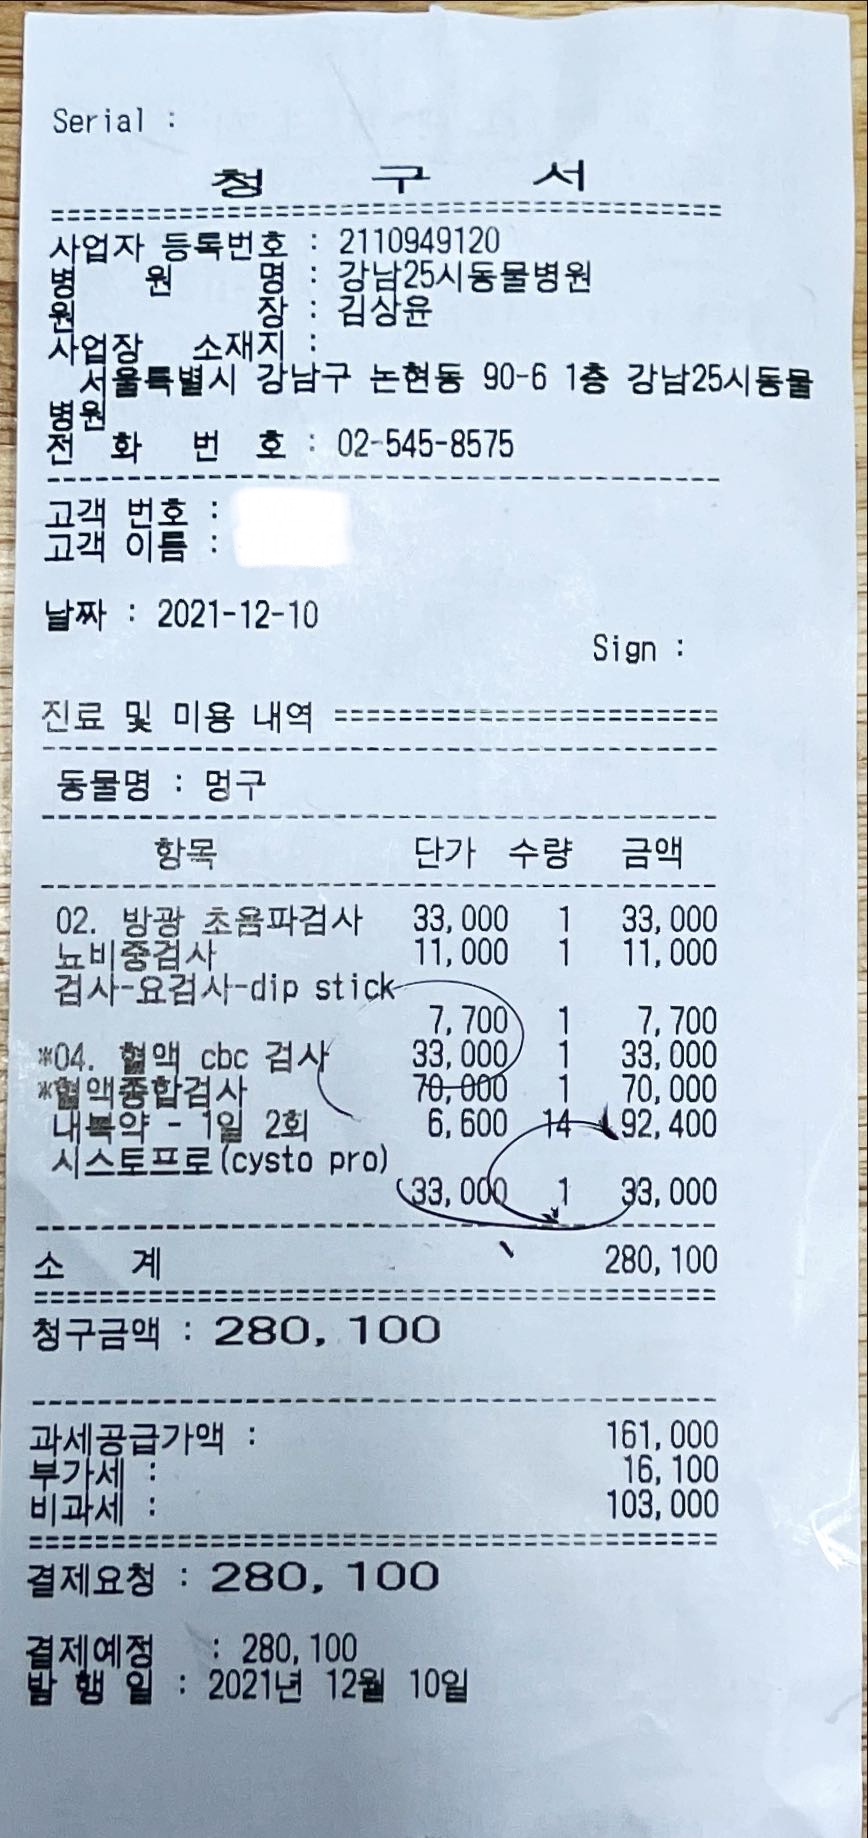 Serial :
청 구 서
==========================================
사업자 등록번호 : 2110949120
병 원 명 : 강남25시동물병원
원 장 : 김상윤
사업장 소재지 :
서울특별시 강남구 논현동 90-6 1층 강남25시동물
병원
전 화 번 호 : 02-545-8575
------------------------------------------
고객 번호 :
고객 이름 :
날짜 : 2021-12-10
Sign :
진료 및 미용 내역 ========================
------------------------------------------
동물명 : 멍구
------------------------------------------
항목 단가 수량 금액
------------------------------------------
02. 방광 초음파검사 33,000 1 33,000
뇨비중검사 11,000 1 11,000
검사-요검사-dip stick
7,700 1 7,700
*04. 혈액 cbc 검사 33,000 1 33,000
*혈액종합검사 70,000 1 70,000
내복약 - 1일 2회 6,600 14 92,400
시스토프로(cysto pro)
33,000 1 33,000
------------------------------------------
소 계 280,100
==========================================
청구금액 : 280,100
------------------------------------------
과세공급가액 : 161,000
부가세 : 16,100
비과세 : 103,000
==========================================
결제요청 : 280,100
결제예정 : 280,100
발 행 일 : 2021년 12월 10일